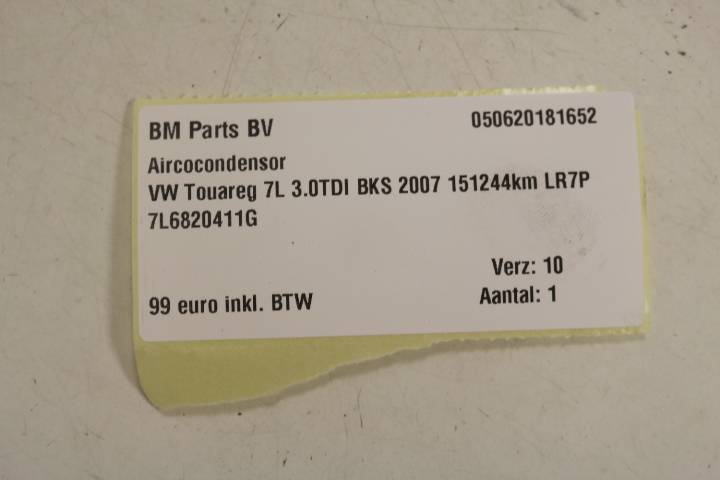 BM Parts BV 050620181652
Aircocondensor
VW Touareg 7L 3.0TDI BKS 2007 151244km LR7P
7L6820411G
Verz: 10
99 euro inkl. BTW Aantal: 1